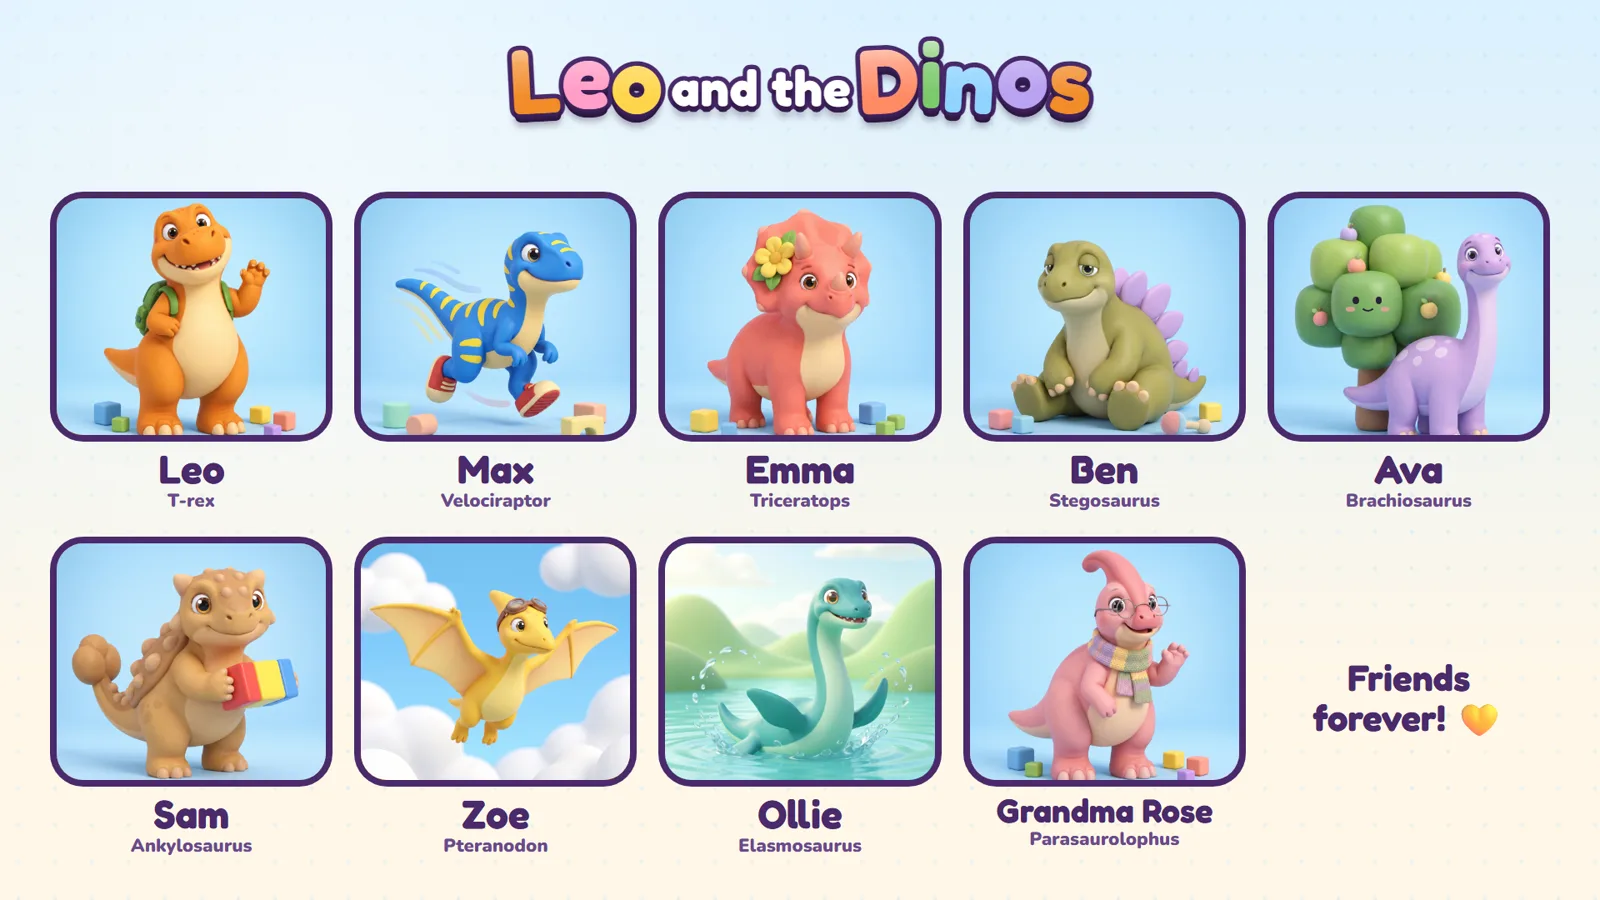 Leo and the Dinos
Leo
T-rex
Max
Velociraptor
Emma
Triceratops
Ben
Stegosaurus
Ava
Brachiosaurus
Sam
Ankylosaurus
Zoe
Pteranodon
Ollie
Elasmosaurus
Grandma Rose
Parasaurolophus
Friends
forever! 💛